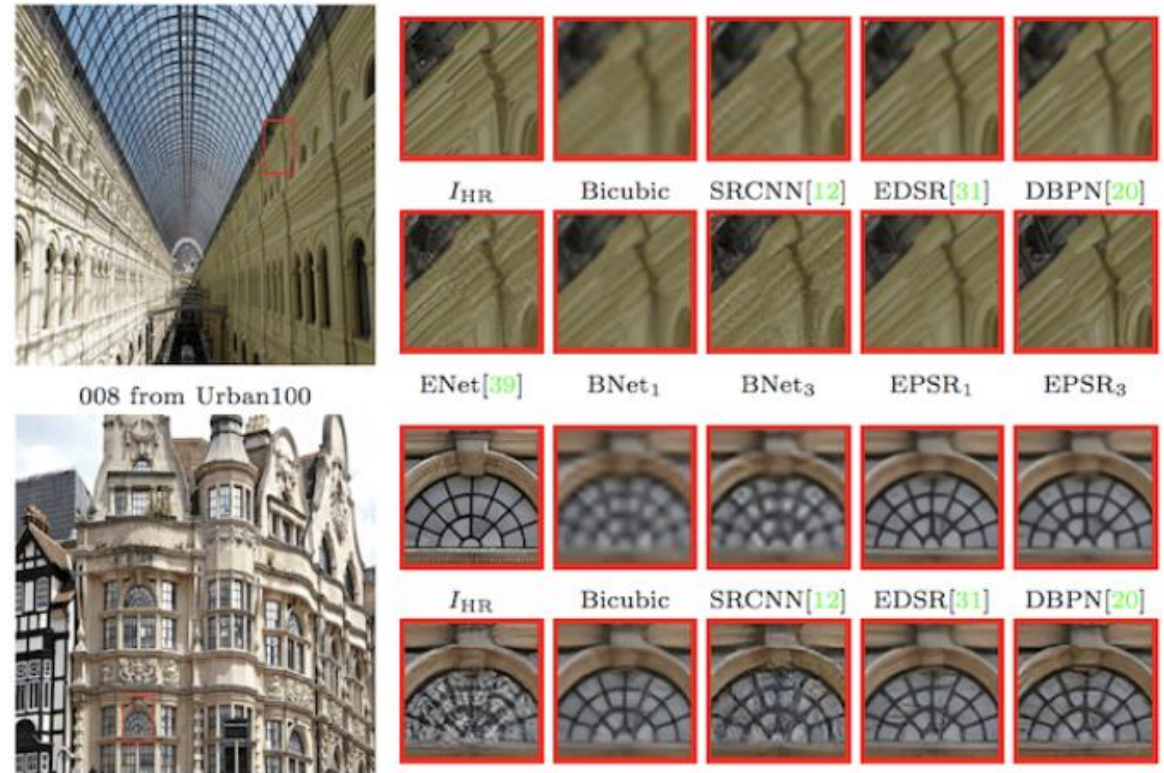 I_HR Bicubic SRCNN[12] EDSR[31] DBPN[20]
ENet[39] BNet₁ BNet₃ EPSR₁ EPSR₃
008 from Urban100
I_HR Bicubic SRCNN[12] EDSR[31] DBPN[20]